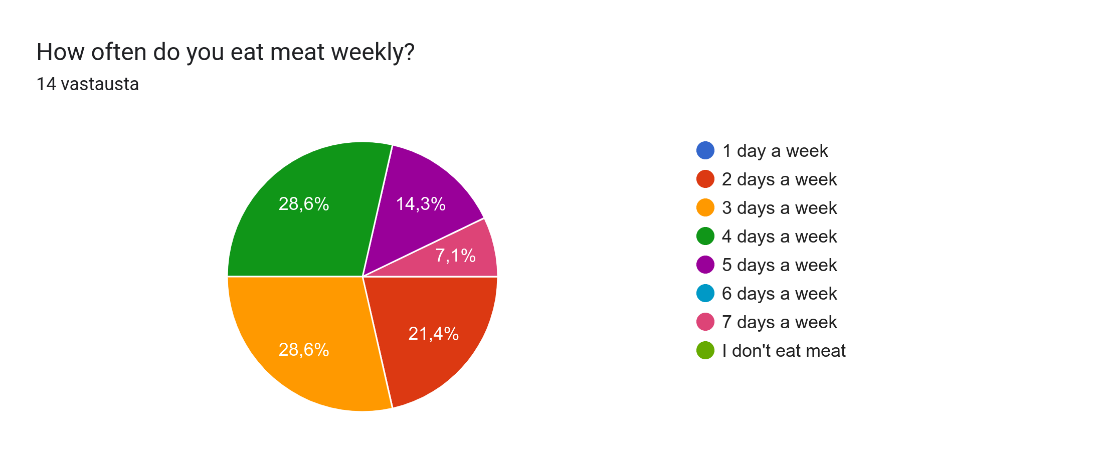 How often do you eat meat weekly?
14 vastausta
28,6%
14,3%
7,1%
28,6%
21,4%
1 day a week
2 days a week
3 days a week
4 days a week
5 days a week
6 days a week
7 days a week
I don't eat meat